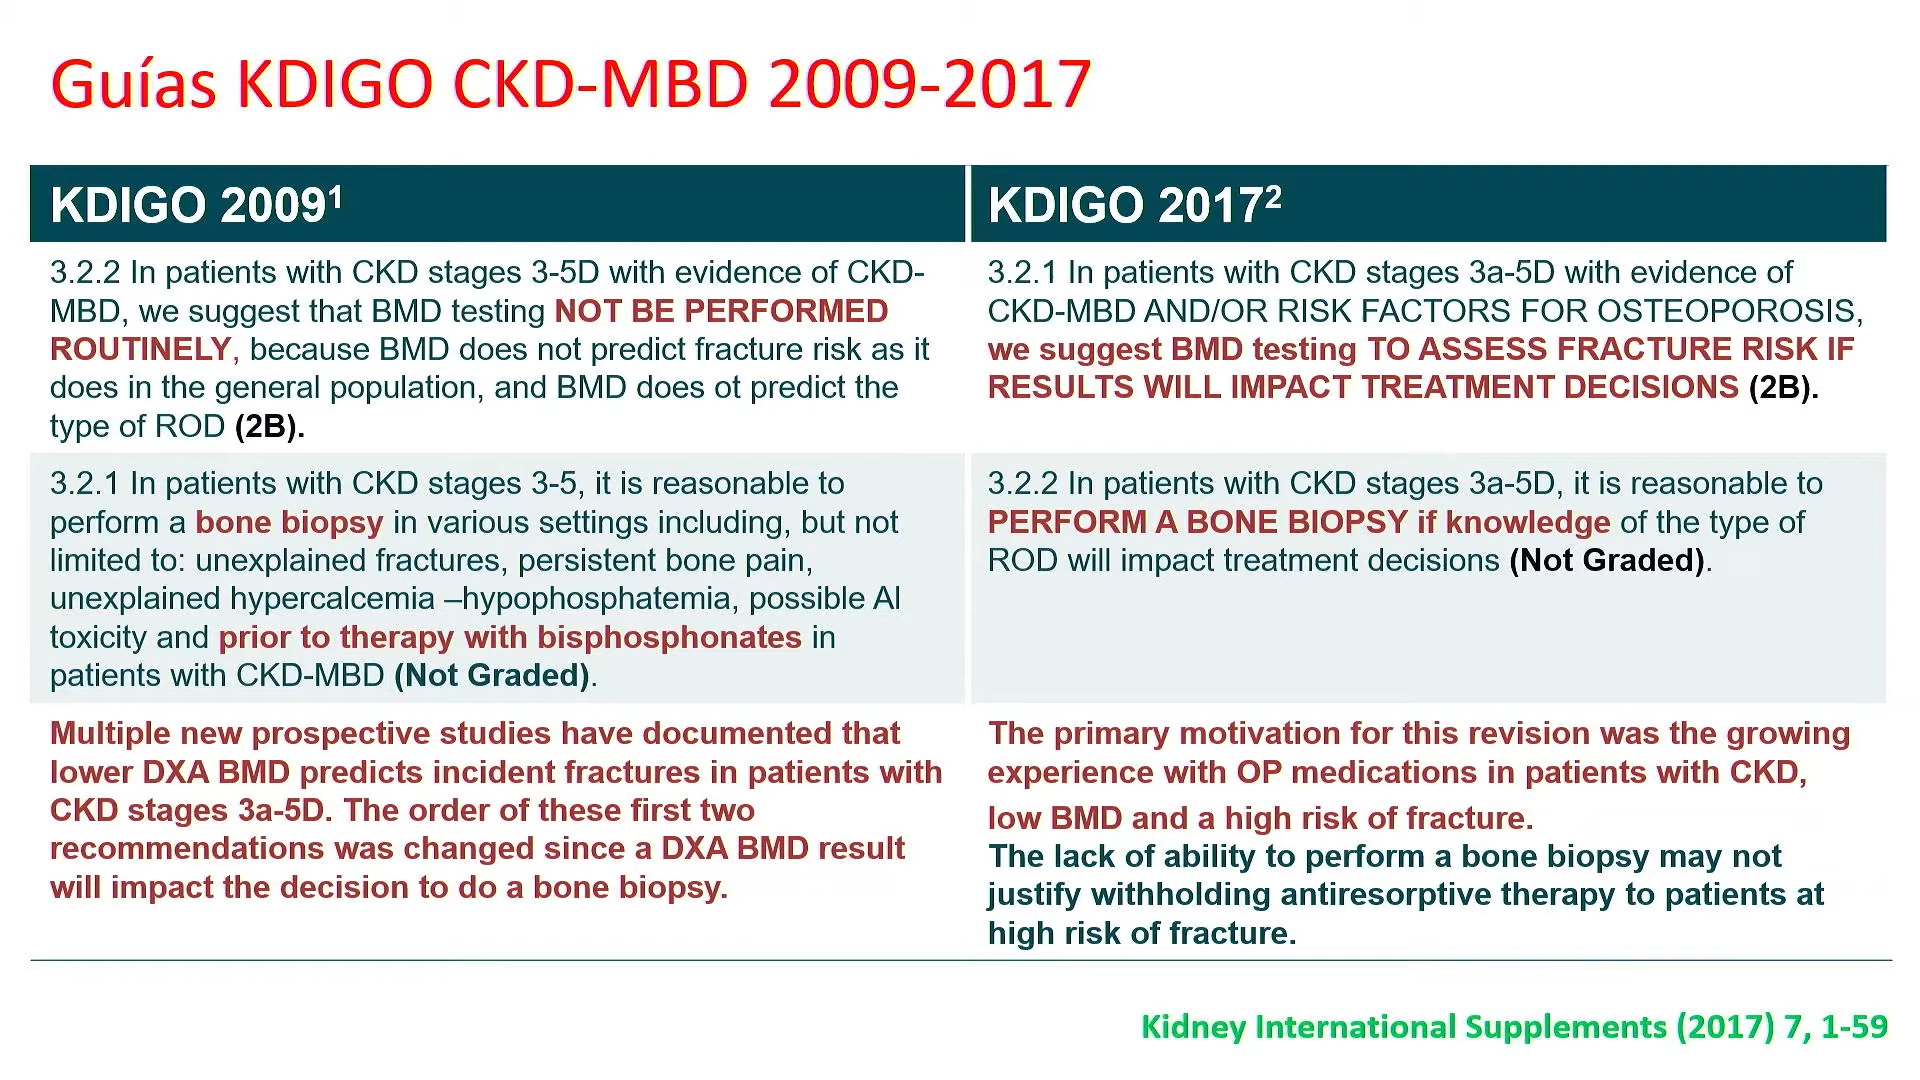 Guías KDIGO CKD-MBD 2009-2017
KDIGO 2009¹
KDIGO 2017²
3.2.2 In patients with CKD stages 3-5D with evidence of CKD-
MBD, we suggest that BMD testing NOT BE PERFORMED
ROUTINELY, because BMD does not predict fracture risk as it
does in the general population, and BMD does ot predict the
type of ROD (2B).
3.2.1 In patients with CKD stages 3a-5D with evidence of
CKD-MBD AND/OR RISK FACTORS FOR OSTEOPOROSIS,
we suggest BMD testing TO ASSESS FRACTURE RISK IF
RESULTS WILL IMPACT TREATMENT DECISIONS (2B).
3.2.1 In patients with CKD stages 3-5, it is reasonable to
perform a bone biopsy in various settings including, but not
limited to: unexplained fractures, persistent bone pain,
unexplained hypercalcemia –hypophosphatemia, possible Al
toxicity and prior to therapy with bisphosphonates in
patients with CKD-MBD (Not Graded).
3.2.2 In patients with CKD stages 3a-5D, it is reasonable to
PERFORM A BONE BIOPSY if knowledge of the type of
ROD will impact treatment decisions (Not Graded).
Multiple new prospective studies have documented that
lower DXA BMD predicts incident fractures in patients with
CKD stages 3a-5D. The order of these first two
recommendations was changed since a DXA BMD result
will impact the decision to do a bone biopsy.
The primary motivation for this revision was the growing
experience with OP medications in patients with CKD,
low BMD and a high risk of fracture.
The lack of ability to perform a bone biopsy may not
justify withholding antiresorptive therapy to patients at
high risk of fracture.
Kidney International Supplements (2017) 7, 1-59